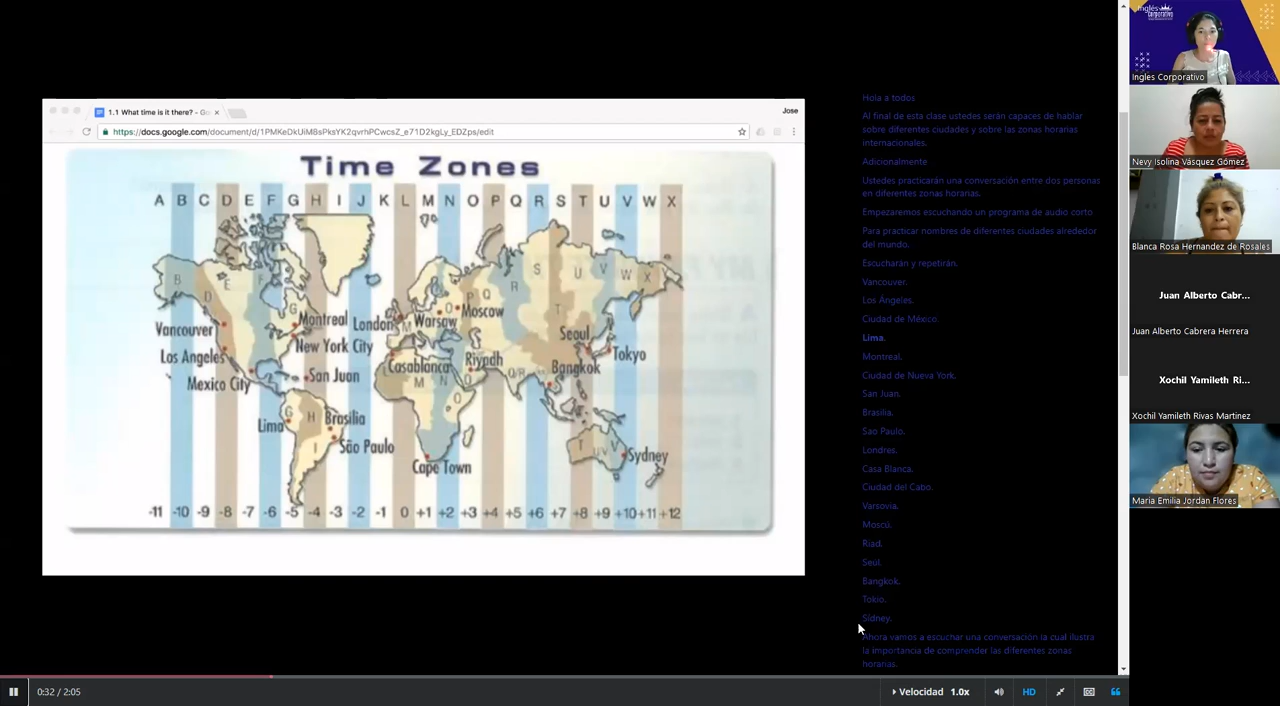 1.1 What time is it there? - Go
Jose
https://docs.google.com/document/d/1PMKeDkUiM8sPksYK2qvrhPCwcsZ_e71D2kgLy_EDZps/edit
Time Zones
A B C D E F G H I J K L M N O P Q R S T U V W X
Vancouver
Los Angeles
Mexico City
Montreal
New York City
San Juan
Lima
Brasilia
São Paulo
London
Warsaw
Moscow
Casablanca
Riyadh
Cape Town
Seoul
Tokyo
Bangkok
Sydney
-11 -10 -9 -8 -7 -6 -5 -4 -3 -2 -1 0 +1 +2 +3 +4 +5 +6 +7 +8 +9 +10 +11 +12
Hola a todos
Al final de esta clase ustedes serán capaces de hablar
sobre diferentes ciudades y sobre las zonas horarias
internacionales.
Adicionalmente
Ustedes practicarán una conversación entre dos personas
en diferentes zonas horarias.
Empezaremos escuchando un programa de audio corto
Para practicar nombres de diferentes ciudades alrededor
del mundo.
Escucharán y repetirán.
Vancouver.
Los Ángeles.
Ciudad de México.
Lima.
Montreal.
Ciudad de Nueva York.
San Juan.
Brasilia.
Sao Paulo.
Londres.
Casa Blanca.
Ciudad del Cabo.
Varsovia.
Moscú.
Riad.
Seúl.
Bangkok.
Tokio.
Sídney.
Ahora vamos a escuchar una conversación la cual ilustra
la importancia de comprender las diferentes zonas
horarias.
0:32 / 2:05
Velocidad 1.0x
HD
Inglés
Corporativo
Ingles Corporativo
Nevy Isolina Vásquez Gómez
Blanca Rosa Hernandez de Rosales
Juan Alberto Cabr...
Juan Alberto Cabrera Herrera
Xochil Yamileth Ri...
Xochil Yamileth Rivas Martinez
Maria Emilia Jordan Flores